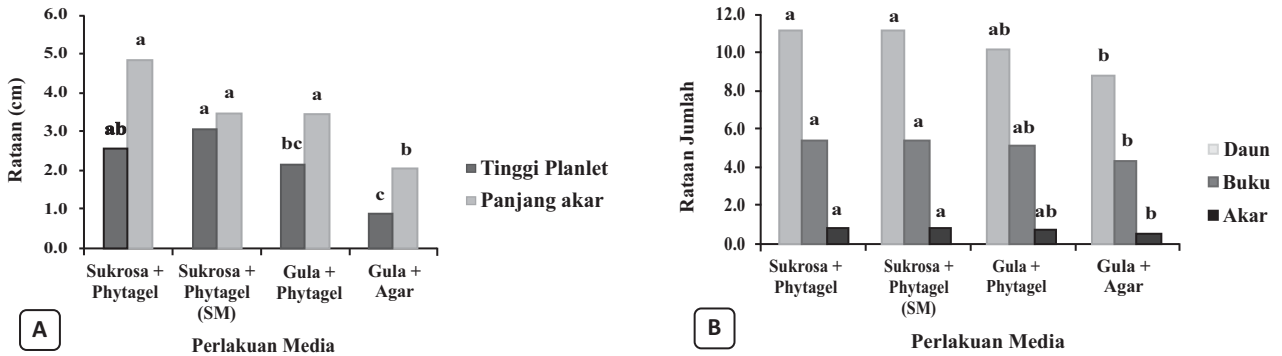 6.0
5.0
4.0
3.0
2.0
1.0
0.0
Rataan (cm)
ab
a
a
a
bc
a
c
b
Tinggi Planlet
Panjang akar
Sukrosa +
Phytagel
Sukrosa +
Phytagel
(SM)
Gula +
Phytagel
Gula +
Agar
A
Perlakuan Media
12.0
10.0
8.0
6.0
4.0
2.0
0.0
Rataan Jumlah
a
a
a
a
a
a
ab
ab
ab
b
b
b
Daun
Buku
Akar
Sukrosa +
Phytagel
Sukrosa +
Phytagel
(SM)
Gula +
Phytagel
Gula +
Agar
B
Perlakuan Media